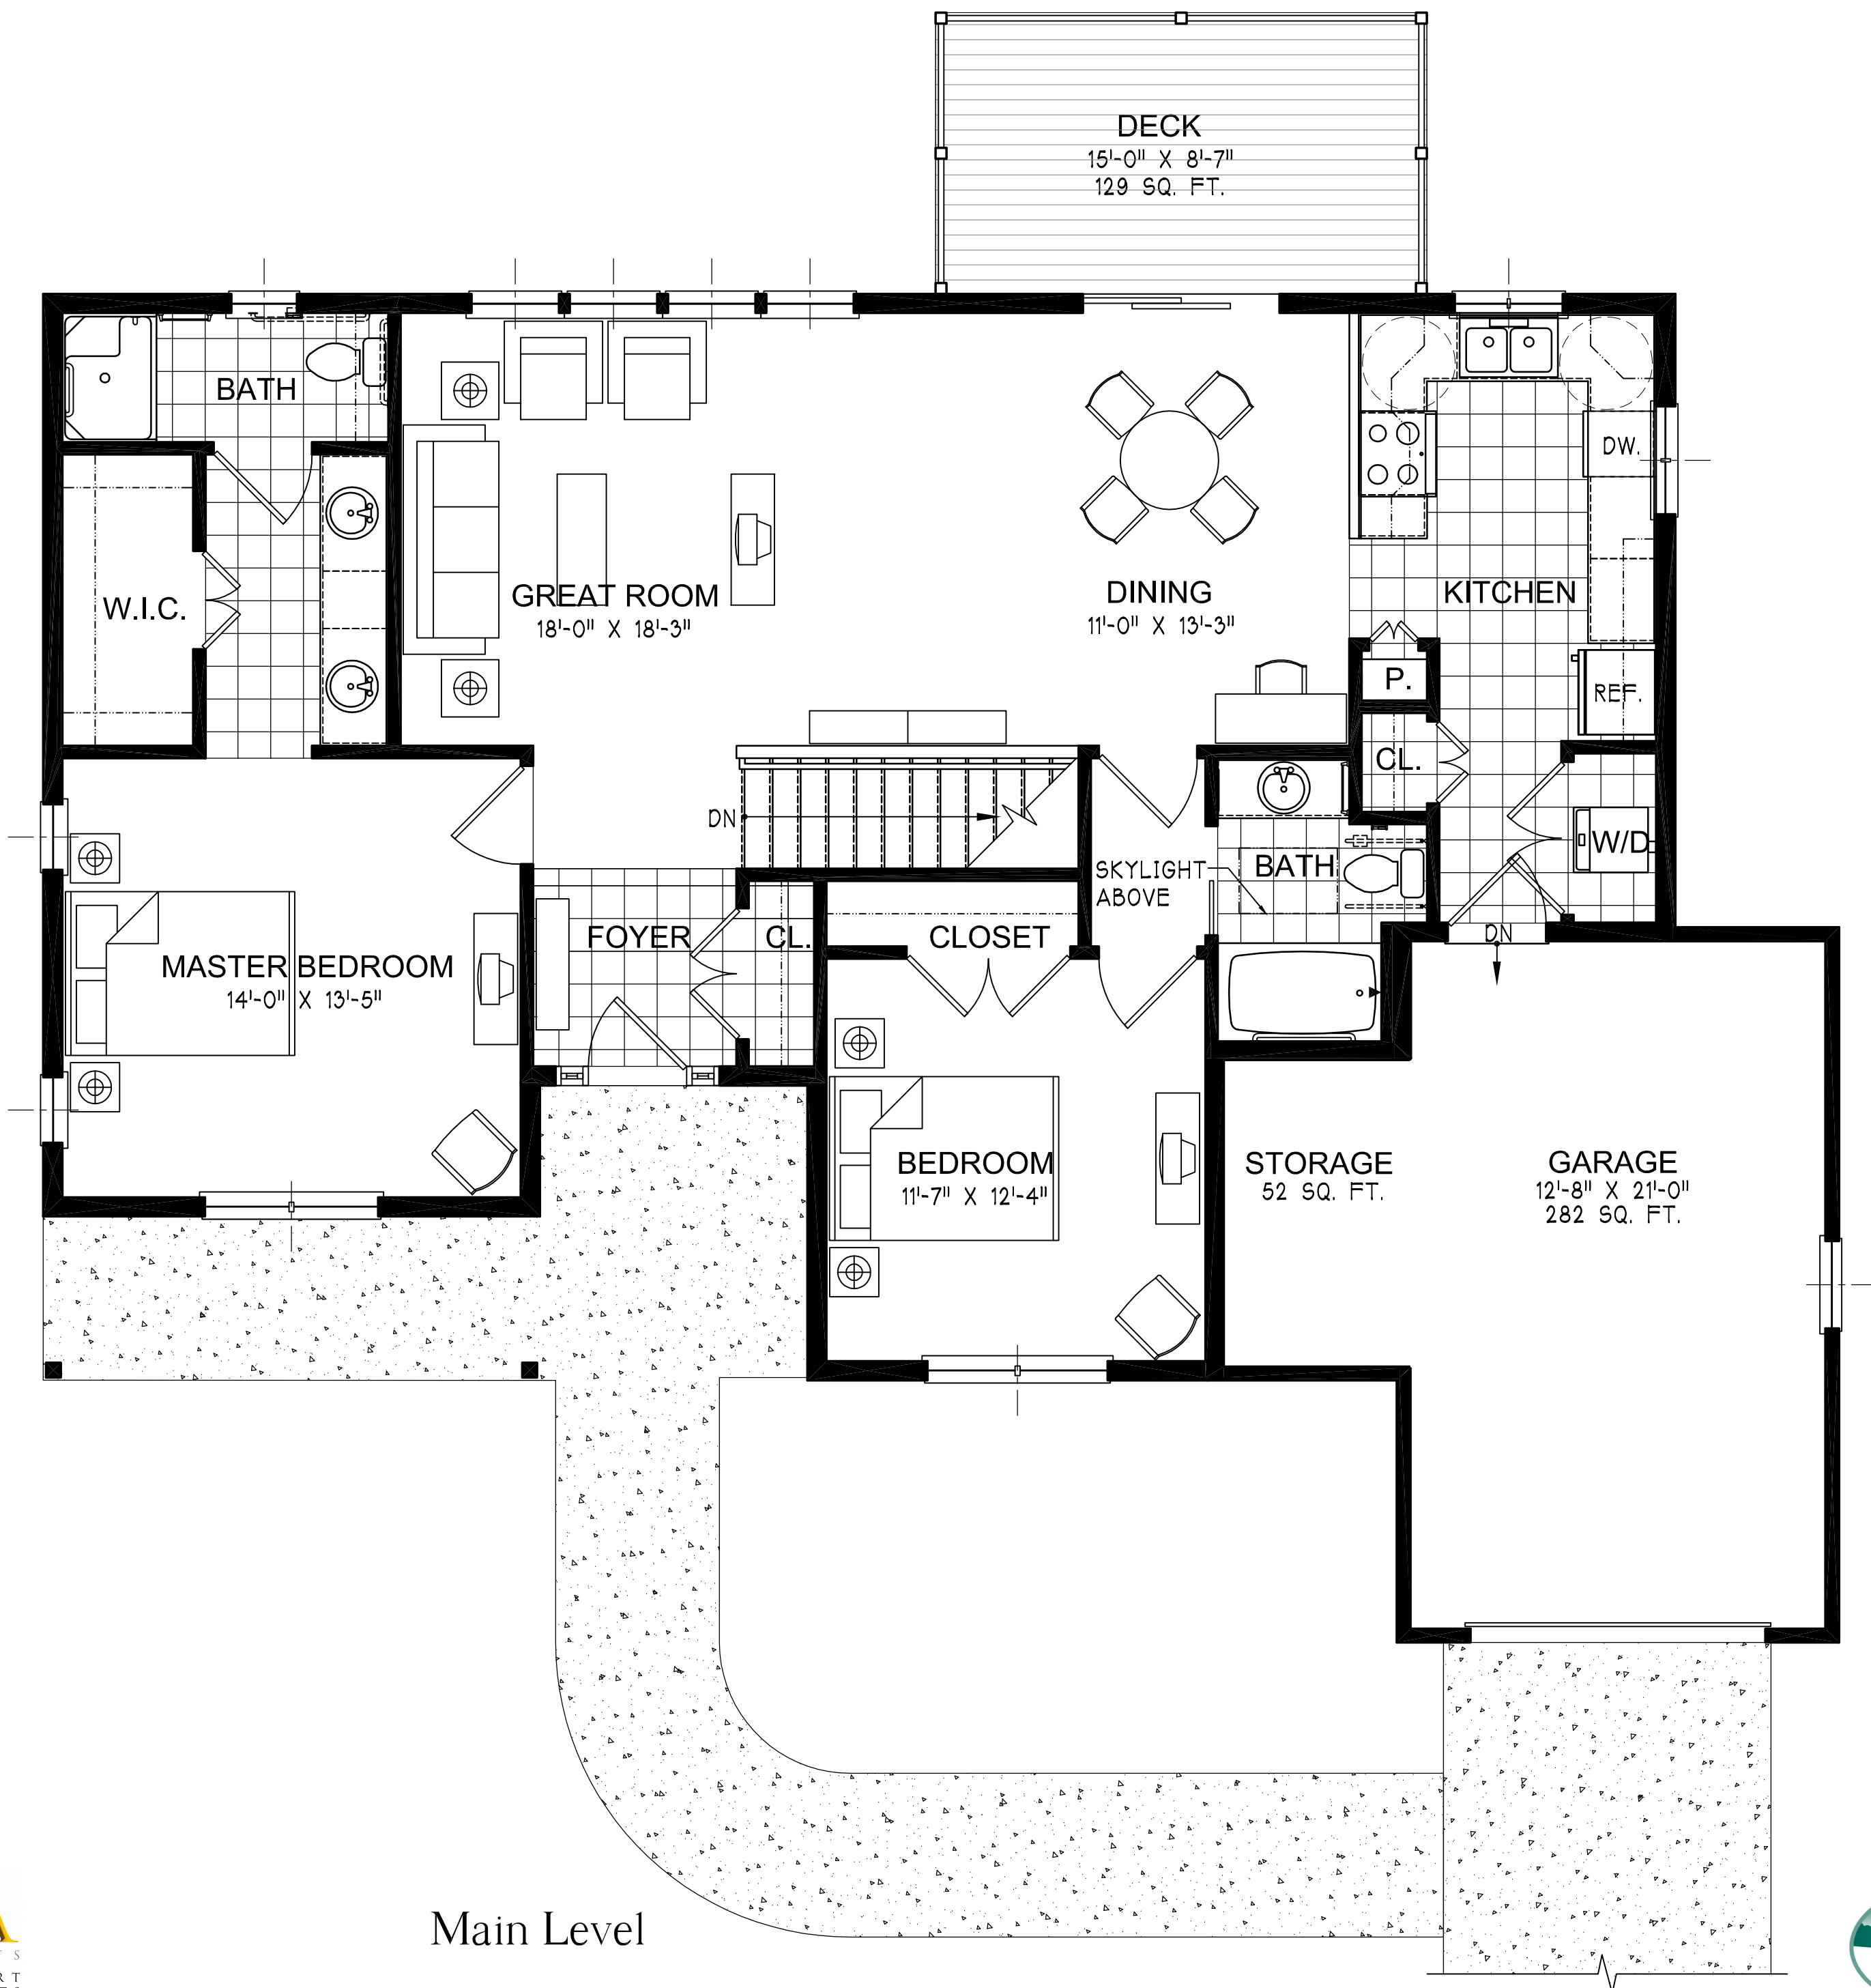 DECK
15'-0" X 8'-7"
129 SQ. FT.
BATH
W.I.C.
GREAT ROOM
18'-0" X 18'-3"
DINING
11'-0" X 13'-3"
KITCHEN
DW.
P.
REF.
CL.
DN
W/D
SKYLIGHT
ABOVE
BATH
FOYER
CL.
CLOSET
DN
MASTER BEDROOM
14'-0" X 13'-5"
BEDROOM
11'-7" X 12'-4"
STORAGE
52 SQ. FT.
GARAGE
12'-8" X 21'-0"
282 SQ. FT.
Main Level